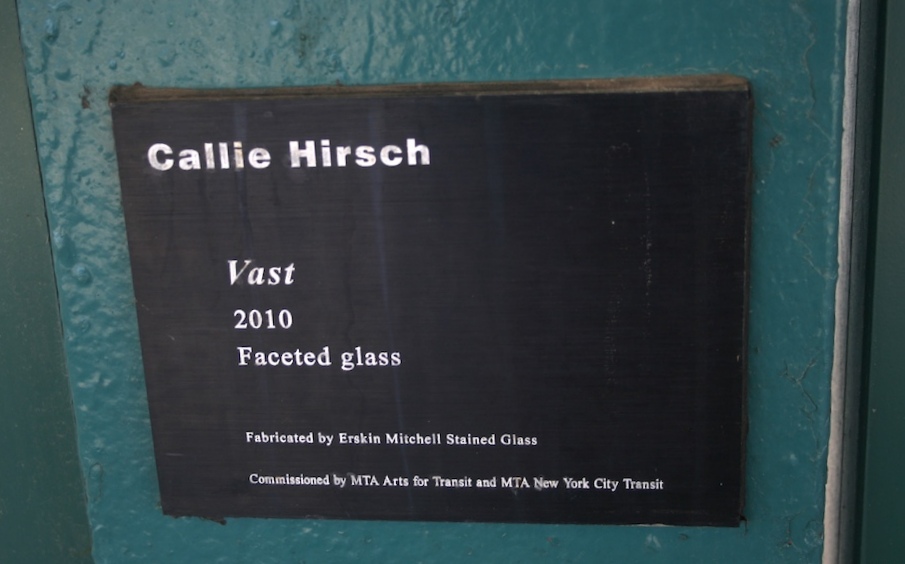 Callie Hirsch
Vast
2010
Faceted glass
Fabricated by Erskin Mitchell Stained Glass
Commissioned by MTA Arts for Transit and MTA New York City Transit